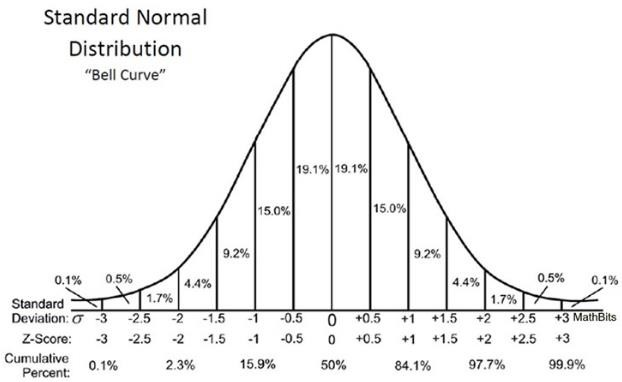 Standard Normal
Distribution
“Bell Curve”
19.1% 19.1%
15.0% 15.0%
9.2% 9.2%
0.1% 0.5% 1.7% 4.4% 4.4% 1.7% 0.5% 0.1%
Standard
Deviation: σ -3 -2.5 -2 -1.5 -1 -0.5 0 +0.5 +1 +1.5 +2 +2.5 +3 MathBits
Z-Score: -3 -2.5 -2 -1.5 -1 -0.5 0 +0.5 +1 +1.5 +2 +2.5 +3
Cumulative
Percent: 0.1% 2.3% 15.9% 50% 84.1% 97.7% 99.9%